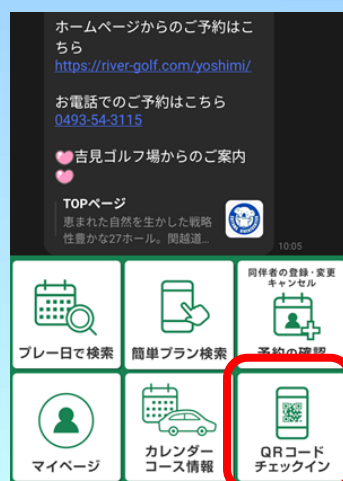 ホームページからのご予約はこ
ちら
https://river-golf.com/yoshimi/
お電話でのご予約はこちら
0493-54-3115
🩷吉見ゴルフ場からのご案内
🩷
TOPページ
恵まれた自然を生かした戦略
性豊かな27ホール。関越道...
10:05
プレー日で検索
簡単プラン検索
同伴者の登録・変更
キャンセル
予約の確認
マイページ
カレンダー
コース情報
QRコード
チェックイン